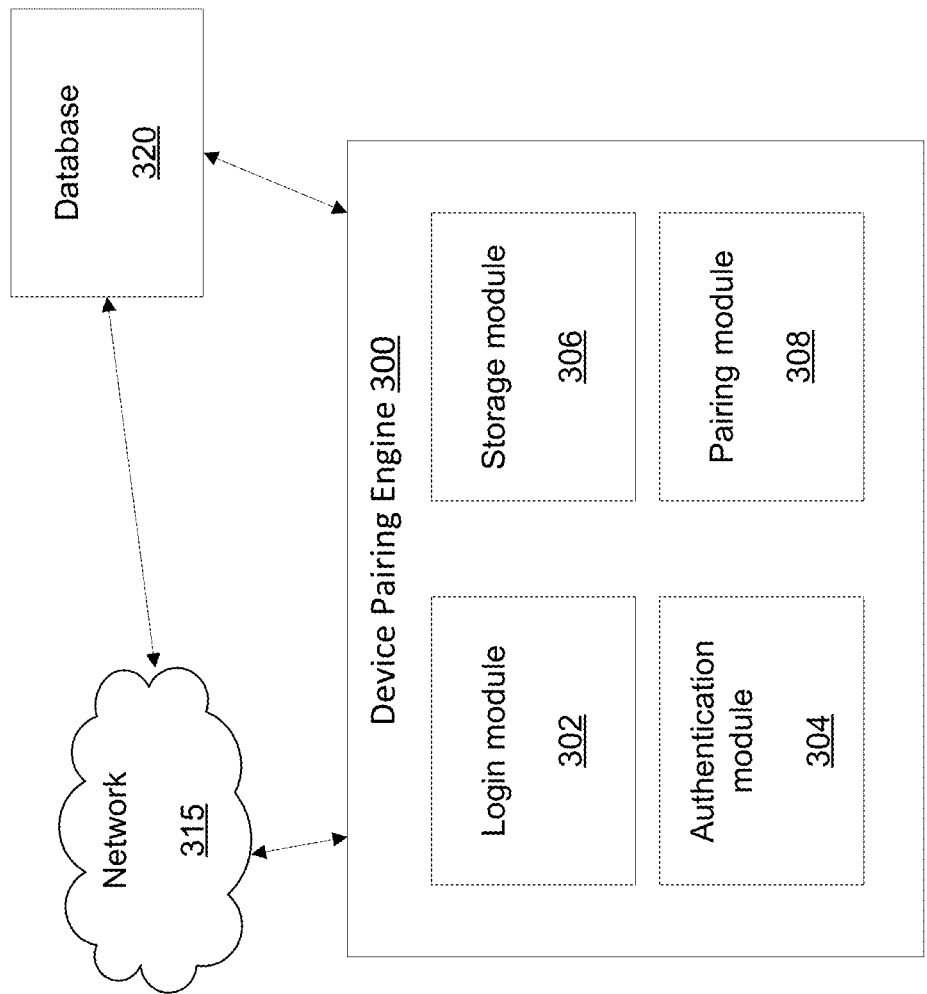 Network
315
Database
320
Device Pairing Engine 300
Login module
302
Storage module
306
Authentication
module
304
Pairing module
308